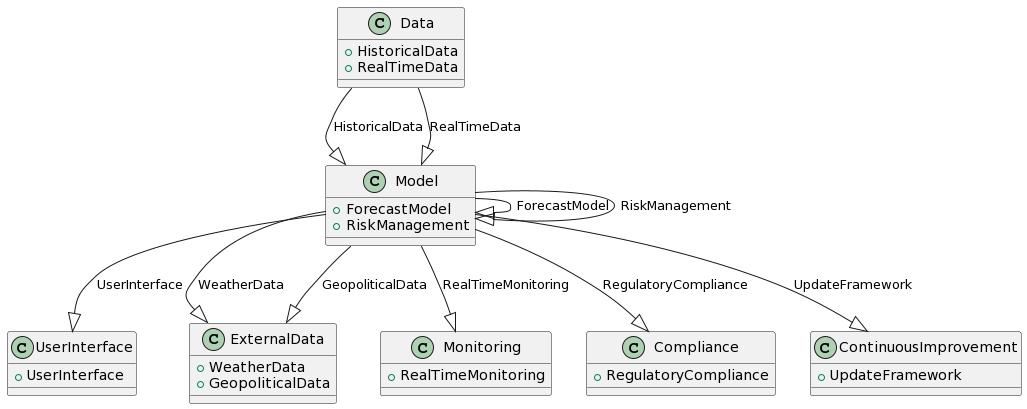 C Data
HistoricalData
RealTimeData
HistoricalData RealTimeData
C Model
ForecastModel
RiskManagement
ForecastModel RiskManagement
UserInterface WeatherData GeopoliticalData RealTimeMonitoring RegulatoryCompliance UpdateFramework
C UserInterface
UserInterface
C ExternalData
WeatherData
GeopoliticalData
C Monitoring
RealTimeMonitoring
C Compliance
RegulatoryCompliance
C ContinuousImprovement
UpdateFramework